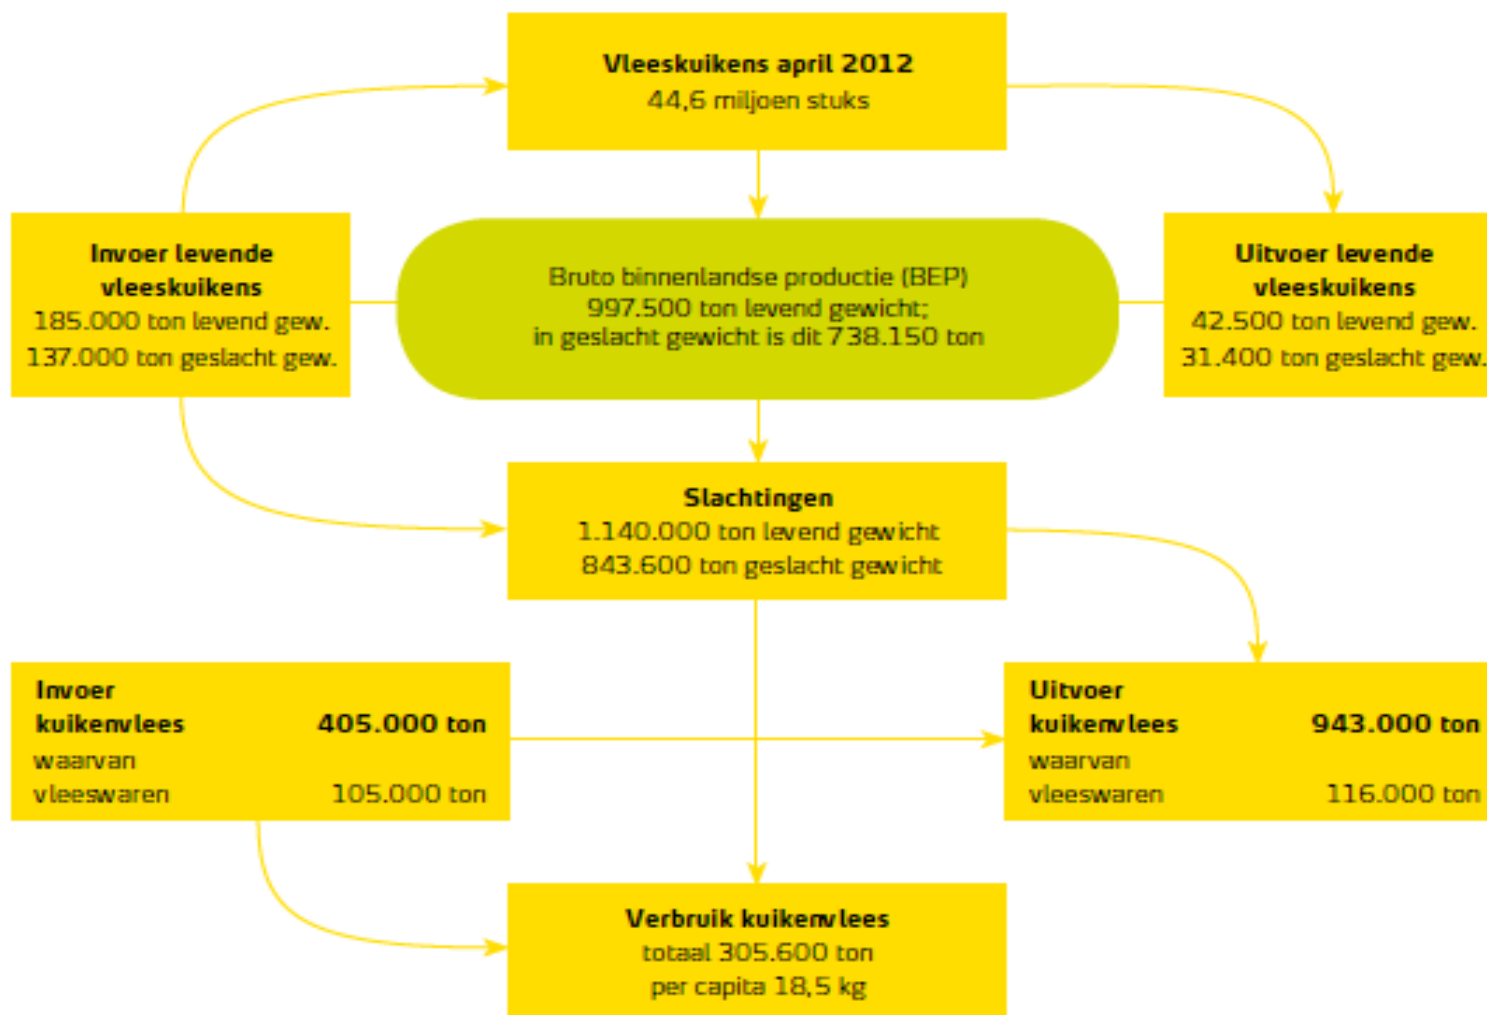 Vleeskuikens april 2012
44,6 miljoen stuks
Invoer levende
vleeskuikens
185.000 ton levend gew.
137.000 ton geslacht gew.
Bruto binnenlandse productie (BEP)
997.500 ton levend gewicht;
in geslacht gewicht is dit 738.150 ton
Uitvoer levende
vleeskuikens
42.500 ton levend gew.
31.400 ton geslacht gew.
Slachtingen
1.140.000 ton levend gewicht
843.600 ton geslacht gewicht
Invoer
kuikenvlees 405.000 ton
waarvan
vleeswaren 105.000 ton
Uitvoer
kuikenvlees 943.000 ton
waarvan
vleeswaren 116.000 ton
Verbruik kuikenvlees
totaal 305.600 ton
per capita 18,5 kg